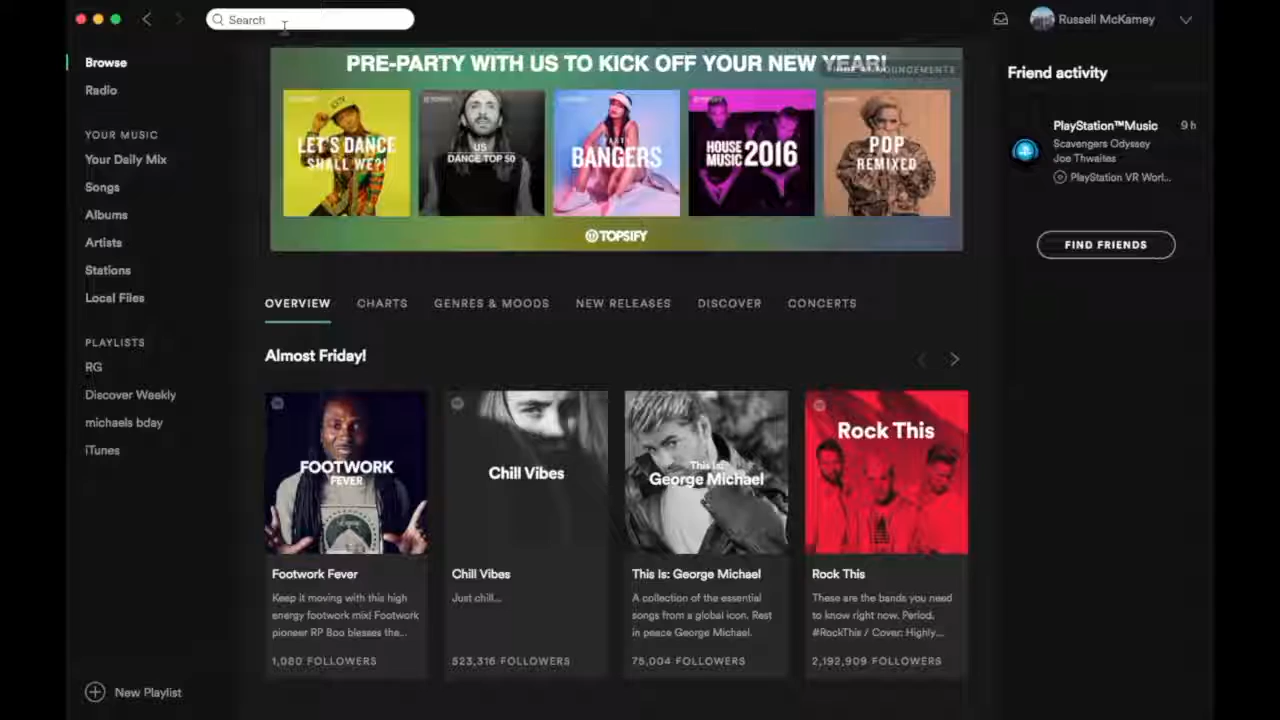 Search
Russell McKamey
Browse
Radio
YOUR MUSIC
Your Daily Mix
Songs
Albums
Artists
Stations
Local Files
PLAYLISTS
RG
Discover Weekly
michaels bday
iTunes
New Playlist
PRE-PARTY WITH US TO KICK OFF YOUR NEW YEAR!
ANNOUNCEMENTS
LET'S DANCE
SHALL WE?!
US
DANCE TOP 50
BANGERS
HOUSE
MUSIC 2016
POP
REMIXED
TOPSIFY
OVERVIEW CHARTS GENRES & MOODS NEW RELEASES DISCOVER CONCERTS
Almost Friday!
FOOTWORK
FEVER
Chill Vibes
This Is:
George Michael
Rock This
Footwork Fever
Keep it moving with this high
energy footwork mix! Footwork
pioneer RP Boo blesses the...
1,080 FOLLOWERS
Chill Vibes
Just chill...
523,316 FOLLOWERS
This Is: George Michael
A collection of the essential
songs from a global icon. Rest
in peace George Michael.
75,004 FOLLOWERS
Rock This
These are the bands you need
to know right now. Period.
#RockThis / Cover: Highly...
2,192,909 FOLLOWERS
Friend activity
PlayStation™Music 9 h
Scavengers Odyssey
Joe Thwaites
PlayStation VR Worl...
FIND FRIENDS